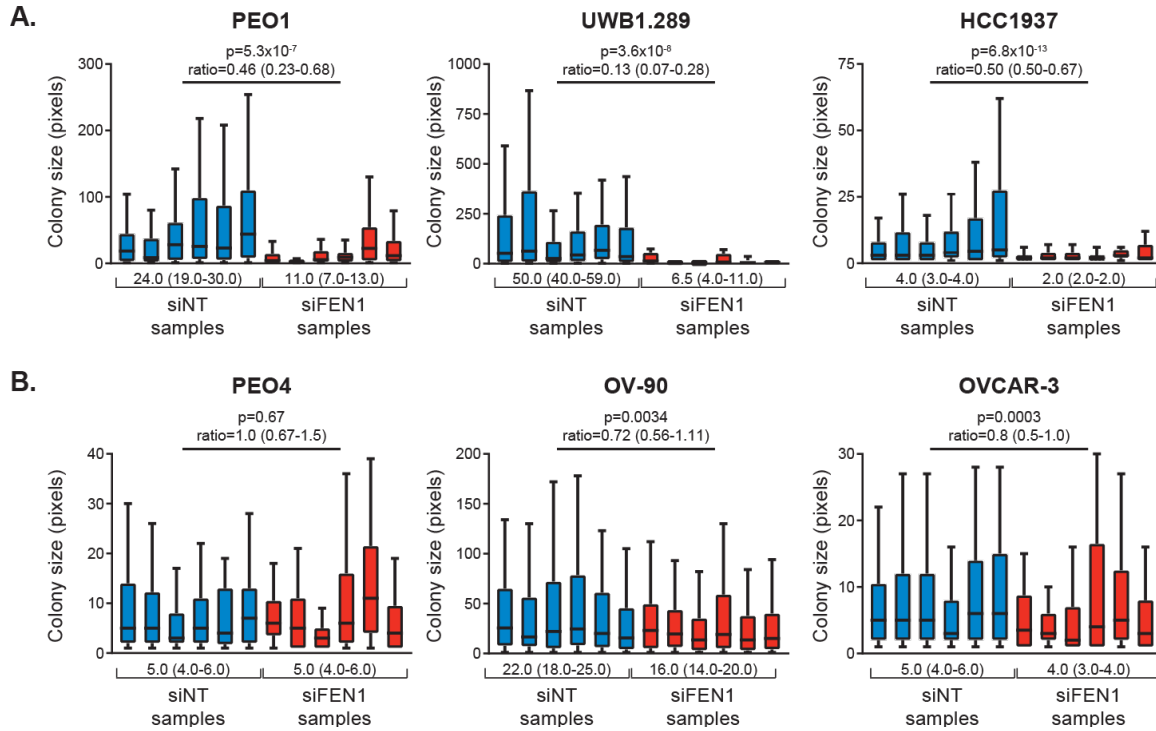 A.
PEO1
UWB1.289
HCC1937
p=5.3x10⁻⁷
ratio=0.46 (0.23-0.68)
p=3.6x10⁻⁸
ratio=0.13 (0.07-0.28)
p=6.8x10⁻¹³
ratio=0.50 (0.50-0.67)
Colony size (pixels)
300
200
100
0
24.0 (19.0-30.0)
11.0 (7.0-13.0)
siNT
samples
siFEN1
samples
Colony size (pixels)
1000
750
500
250
0
50.0 (40.0-59.0)
6.5 (4.0-11.0)
siNT
samples
siFEN1
samples
Colony size (pixels)
75
50
25
0
4.0 (3.0-4.0)
2.0 (2.0-2.0)
siNT
samples
siFEN1
samples
B.
PEO4
OV-90
OVCAR-3
p=0.67
ratio=1.0 (0.67-1.5)
p=0.0034
ratio=0.72 (0.56-1.11)
p=0.0003
ratio=0.8 (0.5-1.0)
Colony size (pixels)
40
30
20
10
0
5.0 (4.0-6.0)
5.0 (4.0-6.0)
siNT
samples
siFEN1
samples
Colony size (pixels)
200
150
100
50
0
22.0 (18.0-25.0)
16.0 (14.0-20.0)
siNT
samples
siFEN1
samples
Colony size (pixels)
30
20
10
0
5.0 (4.0-6.0)
4.0 (3.0-4.0)
siNT
samples
siFEN1
samples